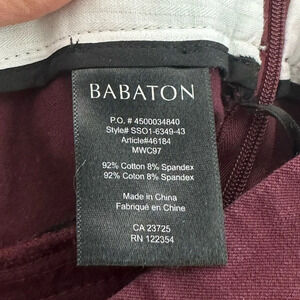 BABATON
P.O. # 4500034840
Style# SSO1-6349-43
Article#46184
MWC97
92% Cotton 8% Spandex
92% Cotton 8% Spandex
Made in China
Fabriqué en Chine
CA 23725
RN 122354